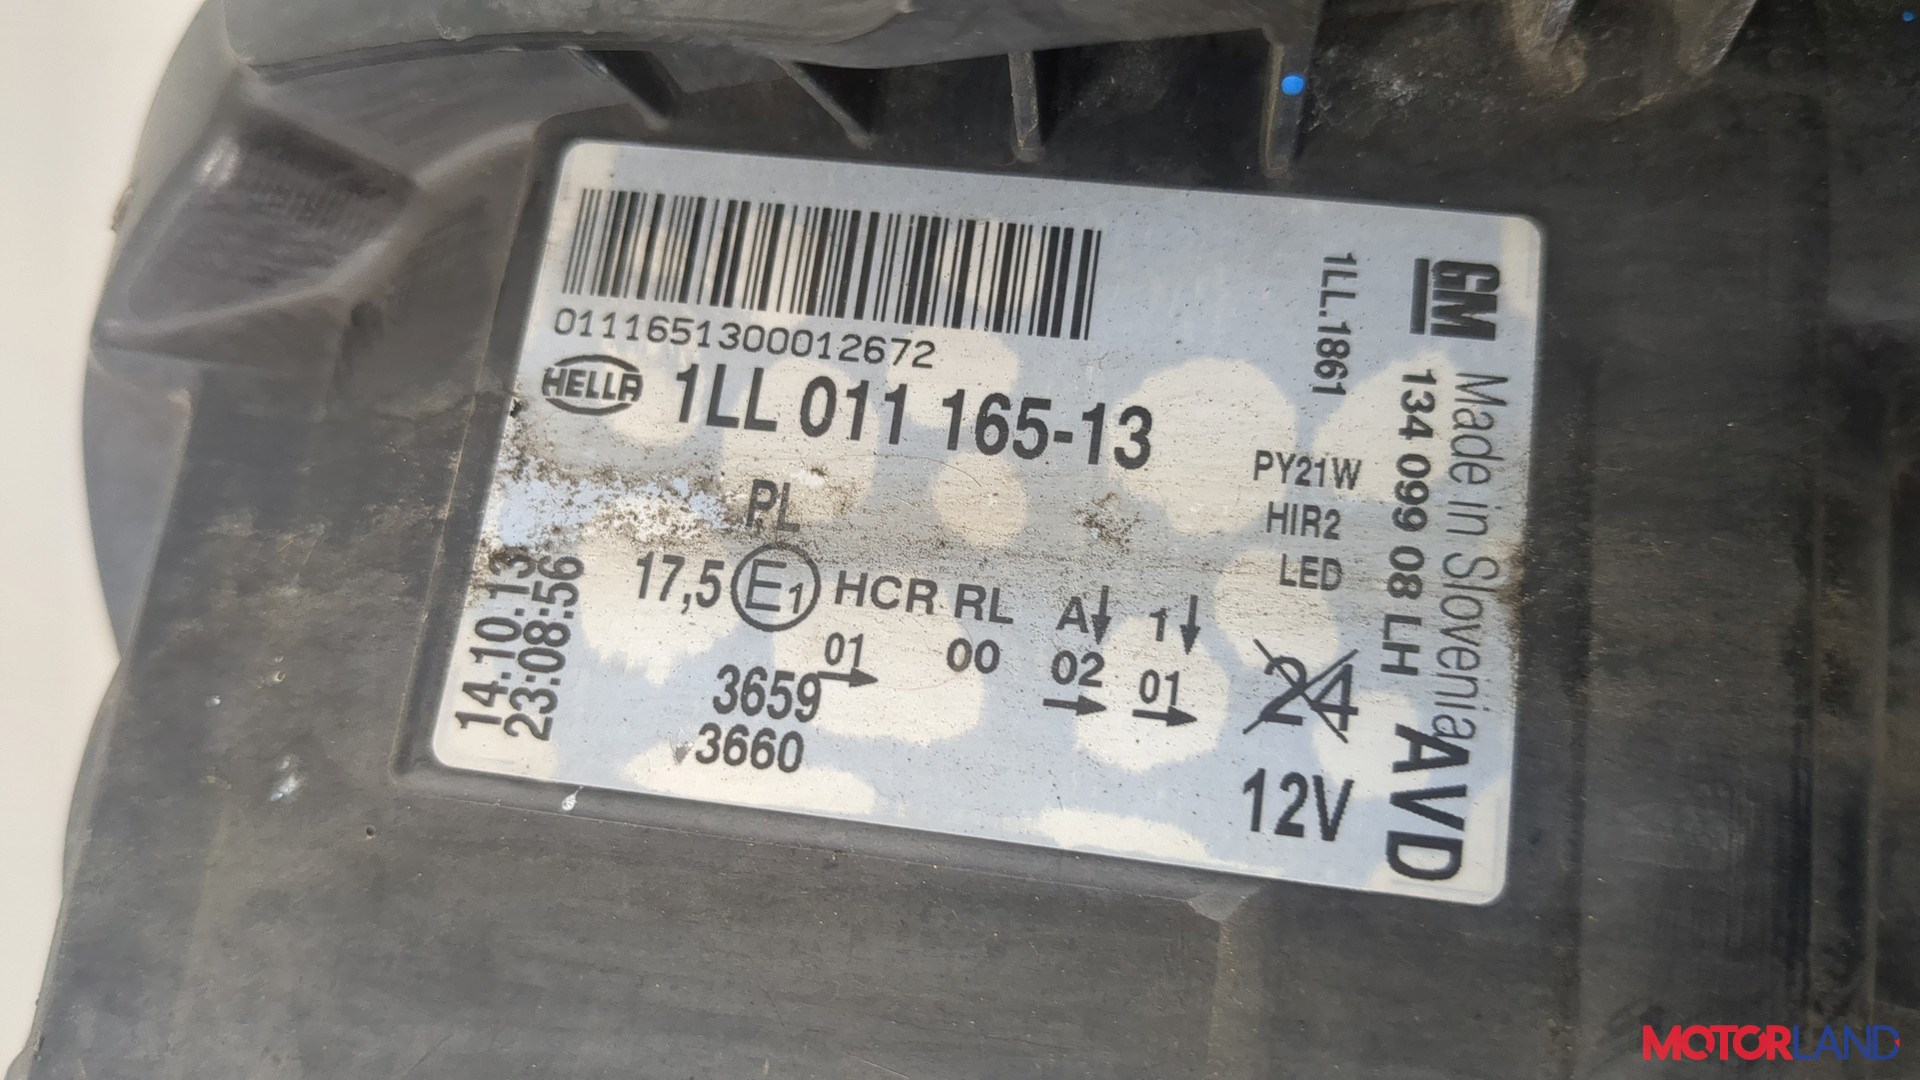 0111651300012672
HELLA 1LL 011 165-13
PL
17,5 E1 HCR RL A 1
01 00 02 01
3659
3660
14.10.13
23:08:56
1LL.1861
PY21W
HIR2
LED
24
12V
GM
134 099 08 LH AVD
Made in Slovenia
MOTORLAND